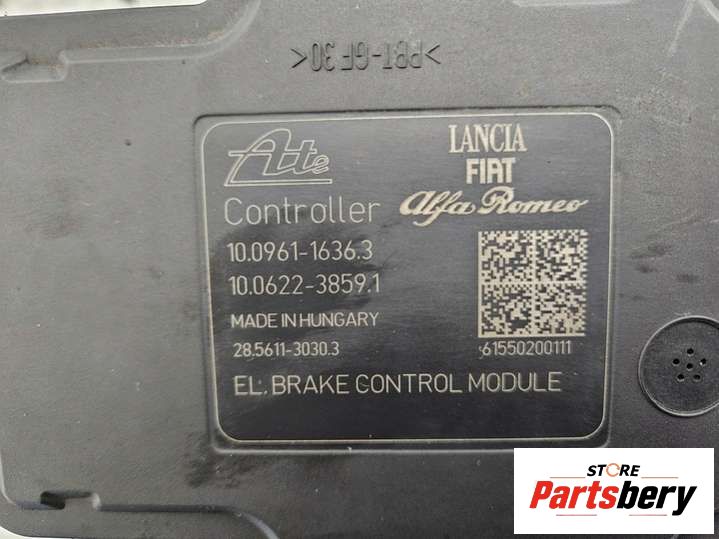 >PBT-GF30<
Ate
LANCIA
FIAT
Alfa Romeo
Controller
10.0961-1636.3
10.0622-3859.1
MADE IN HUNGARY
28.5611-3030.3
61550200111
EL. BRAKE CONTROL MODULE
STORE
Partsbery